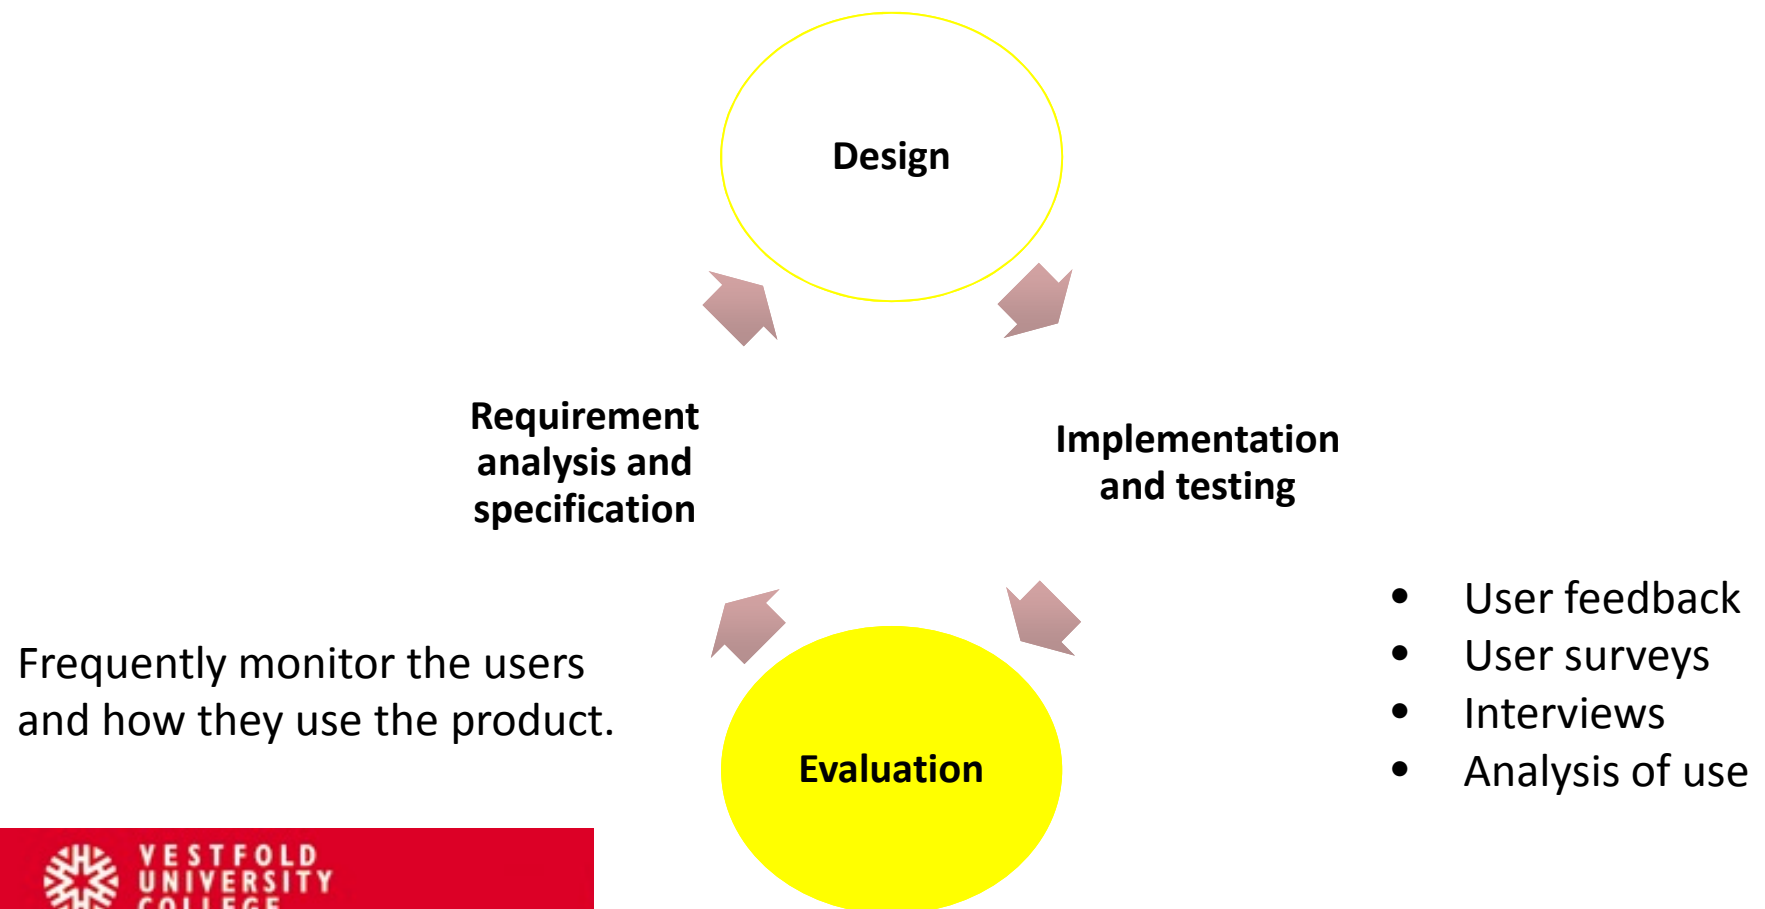 Design
Requirement
analysis and
specification
Implementation
and testing
• User feedback
• User surveys
• Interviews
• Analysis of use
Frequently monitor the users
and how they use the product.
Evaluation
VESTFOLD
UNIVERSITY
COLLEGE